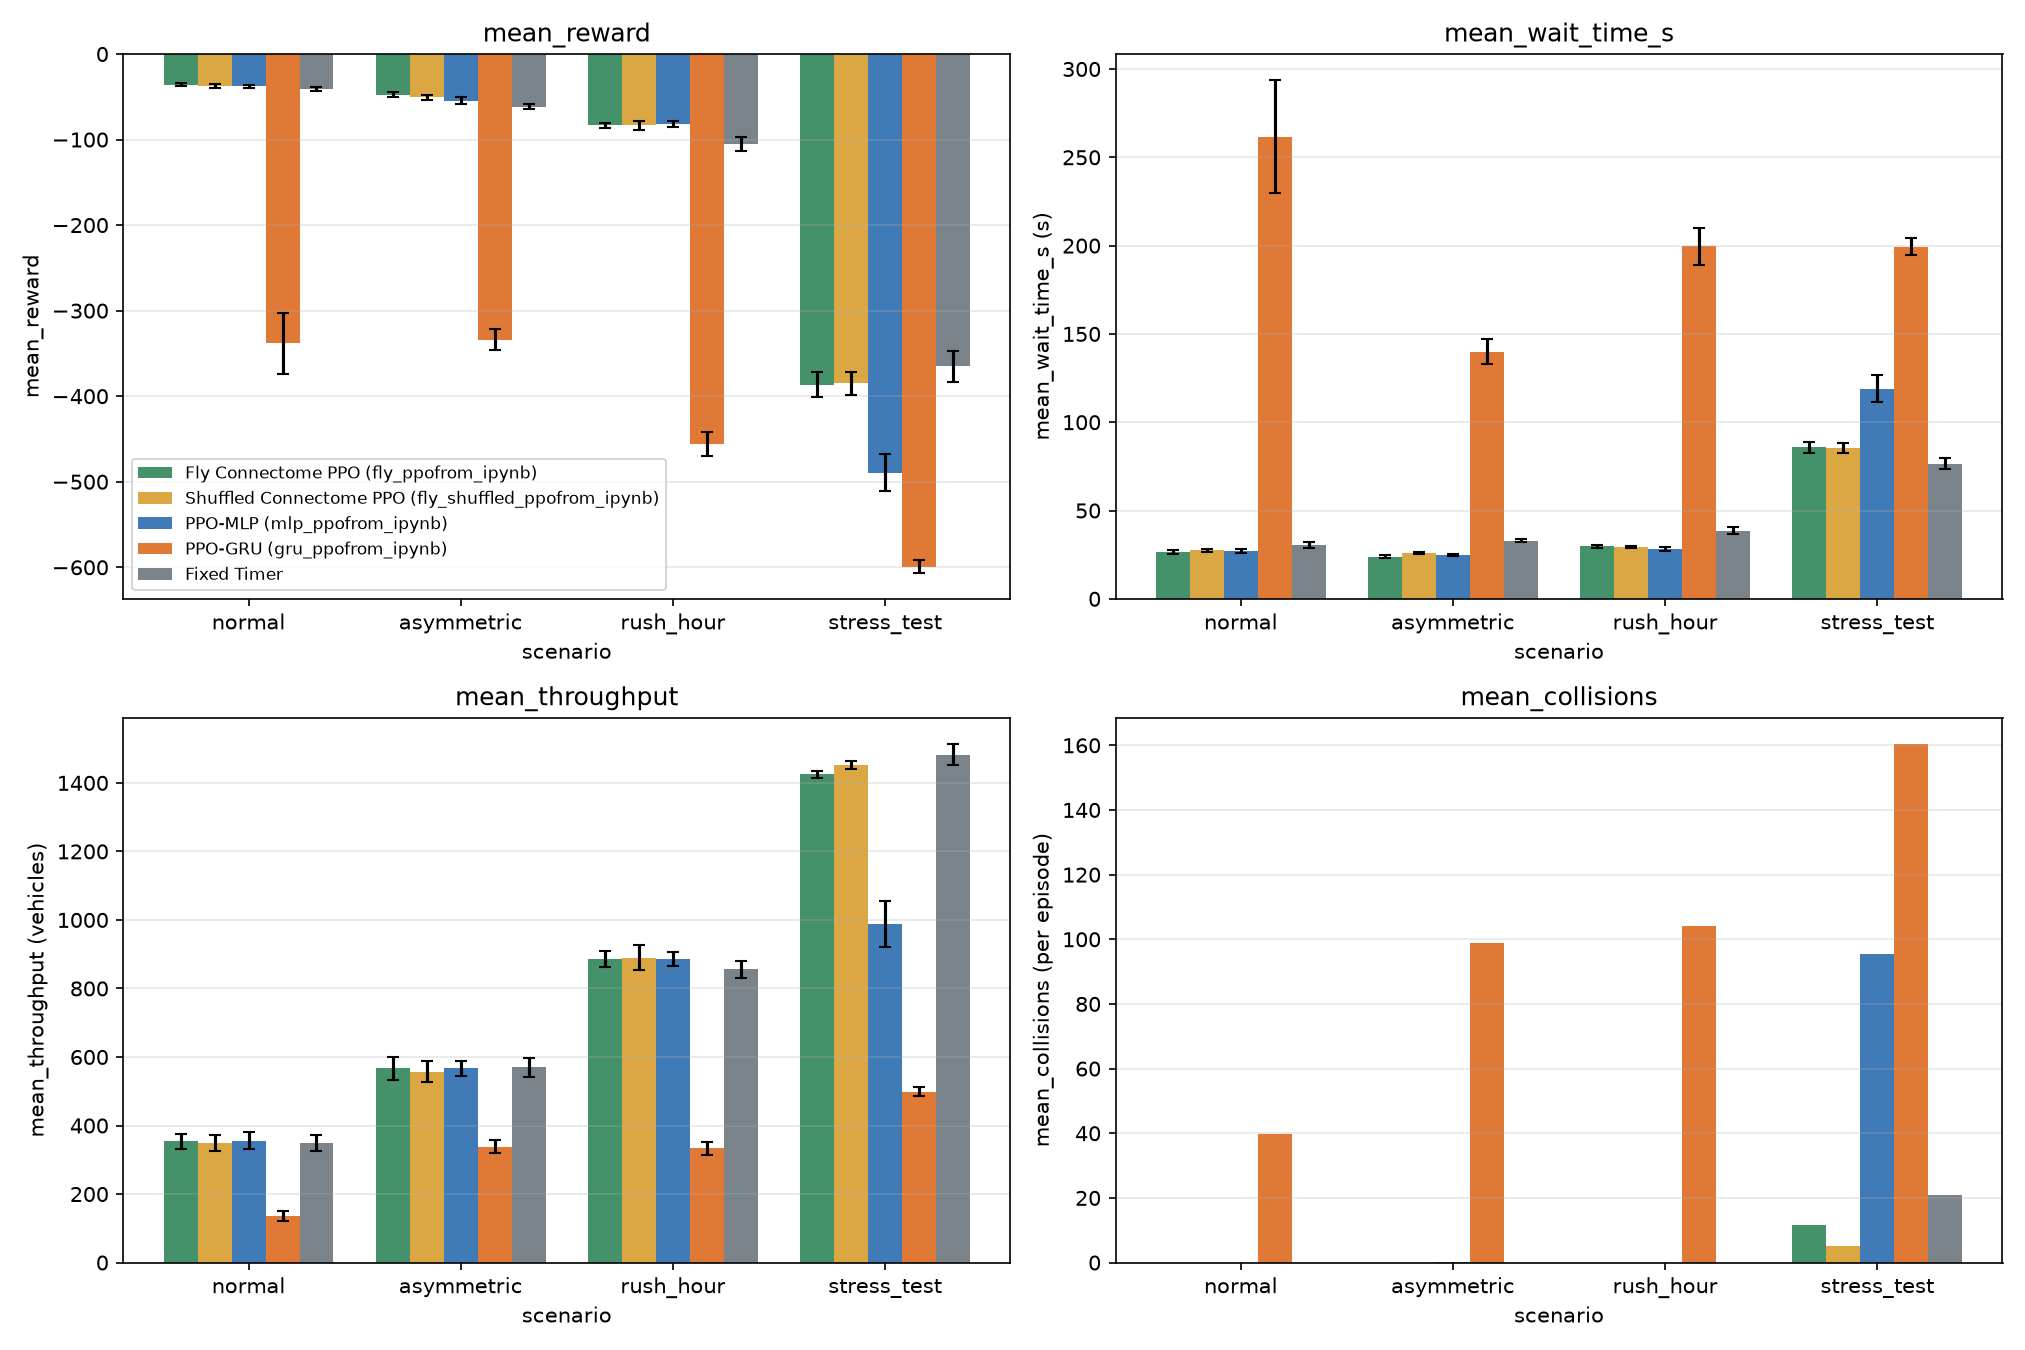 mean_reward
0
−100
−200
−300
−400
−500
−600
mean_reward
Fly Connectome PPO (fly_ppofrom_ipynb)
Shuffled Connectome PPO (fly_shuffled_ppofrom_ipynb)
PPO-MLP (mlp_ppofrom_ipynb)
PPO-GRU (gru_ppofrom_ipynb)
Fixed Timer
normal asymmetric rush_hour stress_test
scenario
mean_wait_time_s
300
250
200
150
100
50
0
mean_wait_time_s (s)
normal asymmetric rush_hour stress_test
scenario
mean_throughput
1400
1200
1000
800
600
400
200
0
mean_throughput (vehicles)
normal asymmetric rush_hour stress_test
scenario
mean_collisions
160
140
120
100
80
60
40
20
0
mean_collisions (per episode)
normal asymmetric rush_hour stress_test
scenario